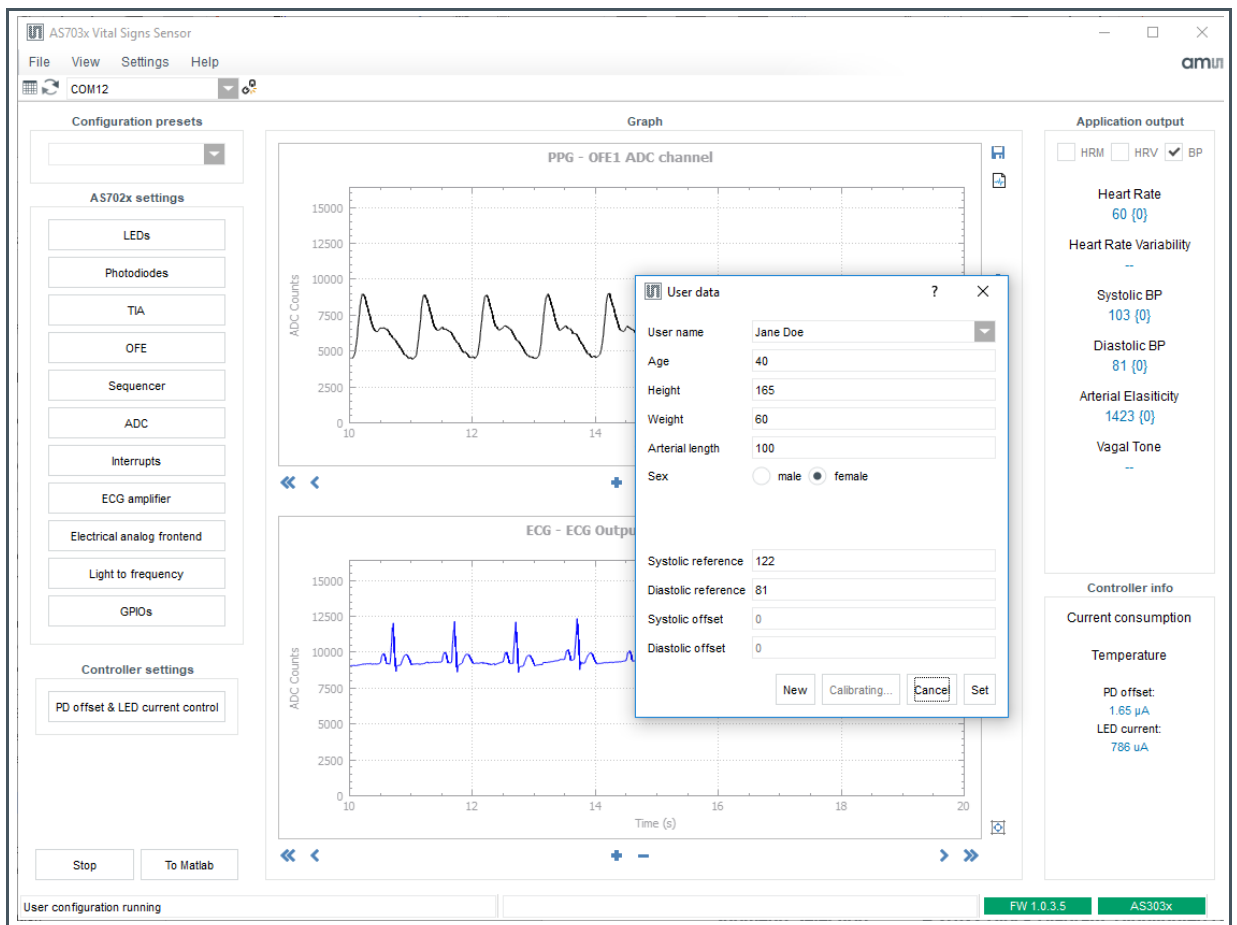 AS703x Vital Signs Sensor
File View Settings Help
amu
COM12
Configuration presets
AS702x settings
LEDs
Photodiodes
TIA
OFE
Sequencer
ADC
Interrupts
ECG amplifier
Electrical analog frontend
Light to frequency
GPIOs
Controller settings
PD offset & LED current control
Stop To Matlab
Graph
PPG - OFE1 ADC channel
ADC Counts
15000
12500
10000
7500
5000
2500
0
10 12 14
ECG - ECG Outpu
ADC Counts
15000
12500
10000
7500
5000
2500
0
10 12 14 16 18 20
Time (s)
User data ?
User name Jane Doe
Age 40
Height 165
Weight 60
Arterial length 100
Sex male female
Systolic reference 122
Diastolic reference 81
Systolic offset 0
Diastolic offset 0
New Calibrating... Cancel Set
Application output
HRM HRV BP
Heart Rate
60 {0}
Heart Rate Variability
--
Systolic BP
103 {0}
Diastolic BP
81 {0}
Arterial Elasiticity
1423 {0}
Vagal Tone
--
Controller info
Current consumption
Temperature
PD offset:
1.65 µA
LED current:
786 uA
User configuration running
FW 1.0.3.5 AS303x